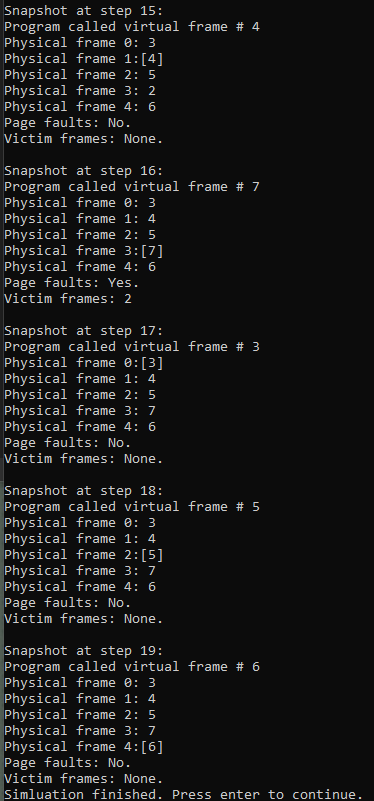 Snapshot at step 15:
Program called virtual frame # 4
Physical frame 0: 3
Physical frame 1:[4]
Physical frame 2: 5
Physical frame 3: 2
Physical frame 4: 6
Page faults: No.
Victim frames: None.
Snapshot at step 16:
Program called virtual frame # 7
Physical frame 0: 3
Physical frame 1: 4
Physical frame 2: 5
Physical frame 3:[7]
Physical frame 4: 6
Page faults: Yes.
Victim frames: 2
Snapshot at step 17:
Program called virtual frame # 3
Physical frame 0:[3]
Physical frame 1: 4
Physical frame 2: 5
Physical frame 3: 7
Physical frame 4: 6
Page faults: No.
Victim frames: None.
Snapshot at step 18:
Program called virtual frame # 5
Physical frame 0: 3
Physical frame 1: 4
Physical frame 2:[5]
Physical frame 3: 7
Physical frame 4: 6
Page faults: No.
Victim frames: None.
Snapshot at step 19:
Program called virtual frame # 6
Physical frame 0: 3
Physical frame 1: 4
Physical frame 2: 5
Physical frame 3: 7
Physical frame 4:[6]
Page faults: No.
Victim frames: None.
Simluation finished. Press enter to continue.